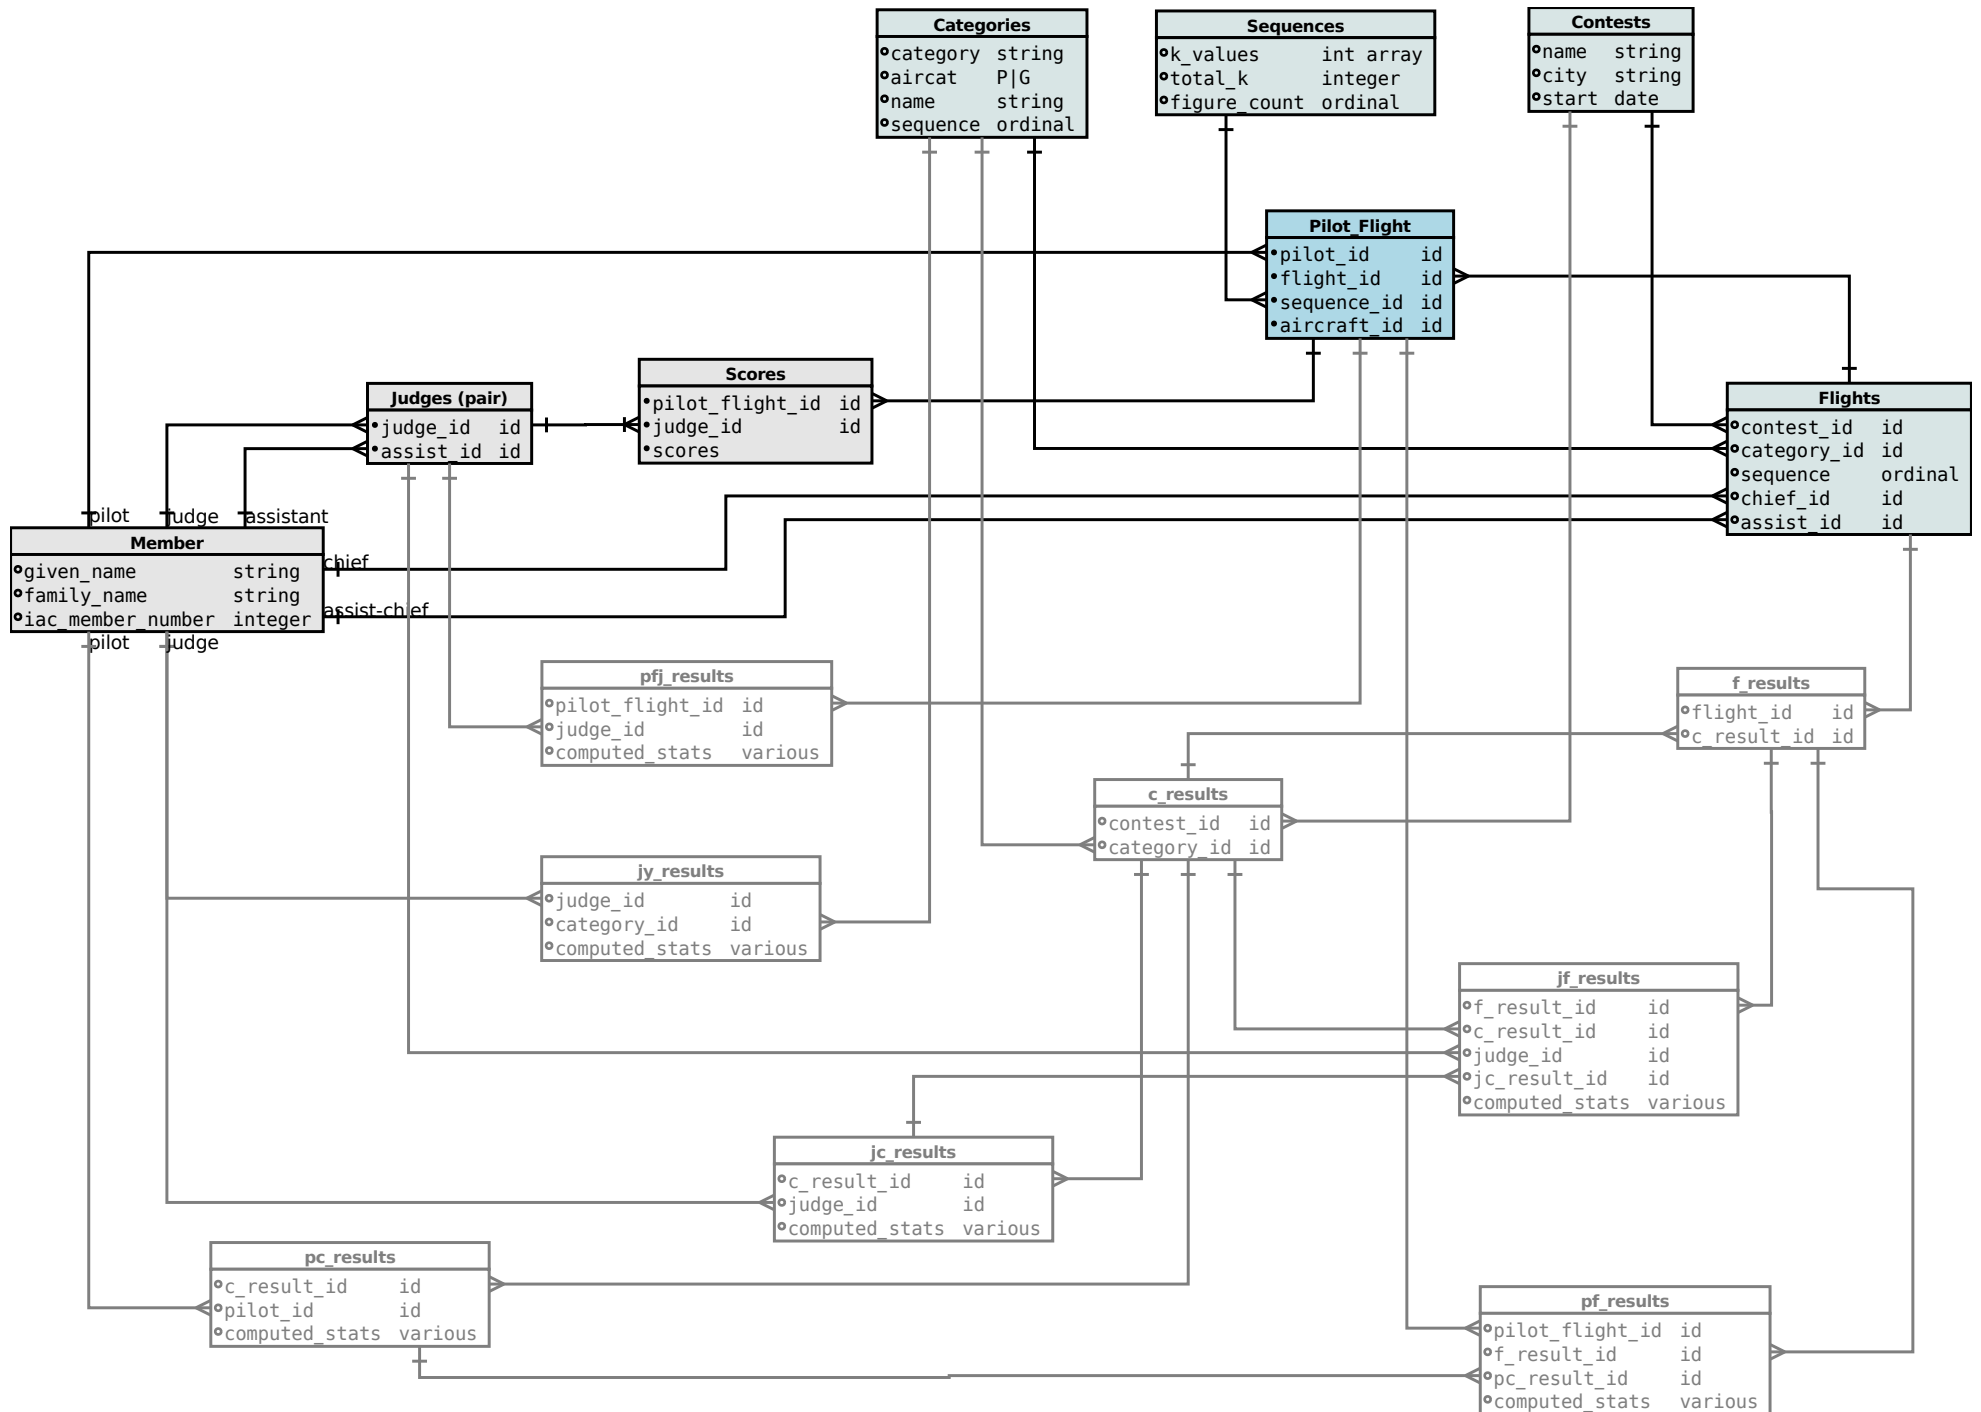 Categories
category string
aircat P|G
name string
sequence ordinal
Sequences
k_values int array
total_k integer
figure_count ordinal
Contests
name string
city string
start date
Pilot_Flight
pilot_id id
flight_id id
sequence_id id
aircraft_id id
Judges (pair)
judge_id id
assist_id id
Scores
pilot_flight_id id
judge_id id
scores
Flights
contest_id id
category_id id
sequence ordinal
chief_id id
assist_id id
pilot judge assistant
Member
given_name string
family_name string
iac_member_number integer
chief
assist-chief
pilot judge
pfj_results
pilot_flight_id id
judge_id id
computed_stats various
f_results
flight_id id
c_result_id id
c_results
contest_id id
category_id id
jy_results
judge_id id
category_id id
computed_stats various
jf_results
f_result_id id
c_result_id id
judge_id id
jc_result_id id
computed_stats various
jc_results
c_result_id id
judge_id id
computed_stats various
pc_results
c_result_id id
pilot_id id
computed_stats various
pf_results
pilot_flight_id id
f_result_id id
pc_result_id id
computed_stats various